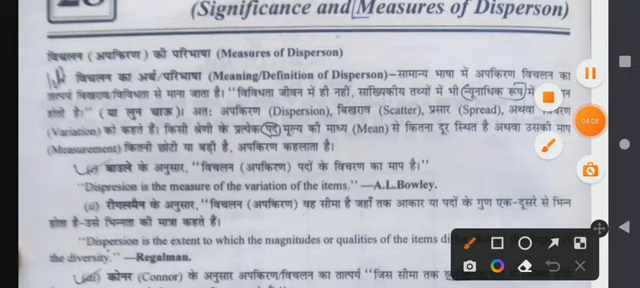 (Significance and Measures of Dispersion)
विचलन (अपकिरण) की परिभाषा (Measures of Disperson)
विचलन का अर्थ/परिभाषा (Meaning/Definition of Dispersion)–सामान्य भाषा में अपकिरण विचलन का
तात्पर्य बिखराव/विविधता से माना जाता है। "विविधता जीवन में ही नहीं, सांख्यिकीय तथ्यों में भी न्यूनाधिक रूप में
होता है।" (या लुन चाऊ)। अतः अपकिरण (Dispersion), बिखराव (Scatter), प्रसार (Spread), अथवा
(Variation) को कहते हैं। किसी श्रेणी के प्रत्येक पद मूल्य की माध्य (Mean) से कितना दूर स्थित है अथवा उसकी माप
(Measurement) कितनी छोटी या बड़ी है, अपकिरण कहलाता है।
(i) बाउले के अनुसार, "विचलन (अपकिरण) पदों के विचरण का माप है।"
"Dispresion is the measure of the variation of the items." —A.L.Bowley.
(ii) रीगलमैन के अनुसार, "विचलन (अपकिरण) वह सीमा है जहाँ तक आकार या पदों के गुण एक-दूसरे से भिन्न
होता है-उसे भिन्नता की मात्रा कहते हैं।
"Dispersion is the extent to which the magnitudes or qualities of the items
the diversity." —Regalman.
(iii) कोनर (Connor) के अनुसार अपकिरण/विचलन का तात्पर्य "जिस सीमा तक
04:08